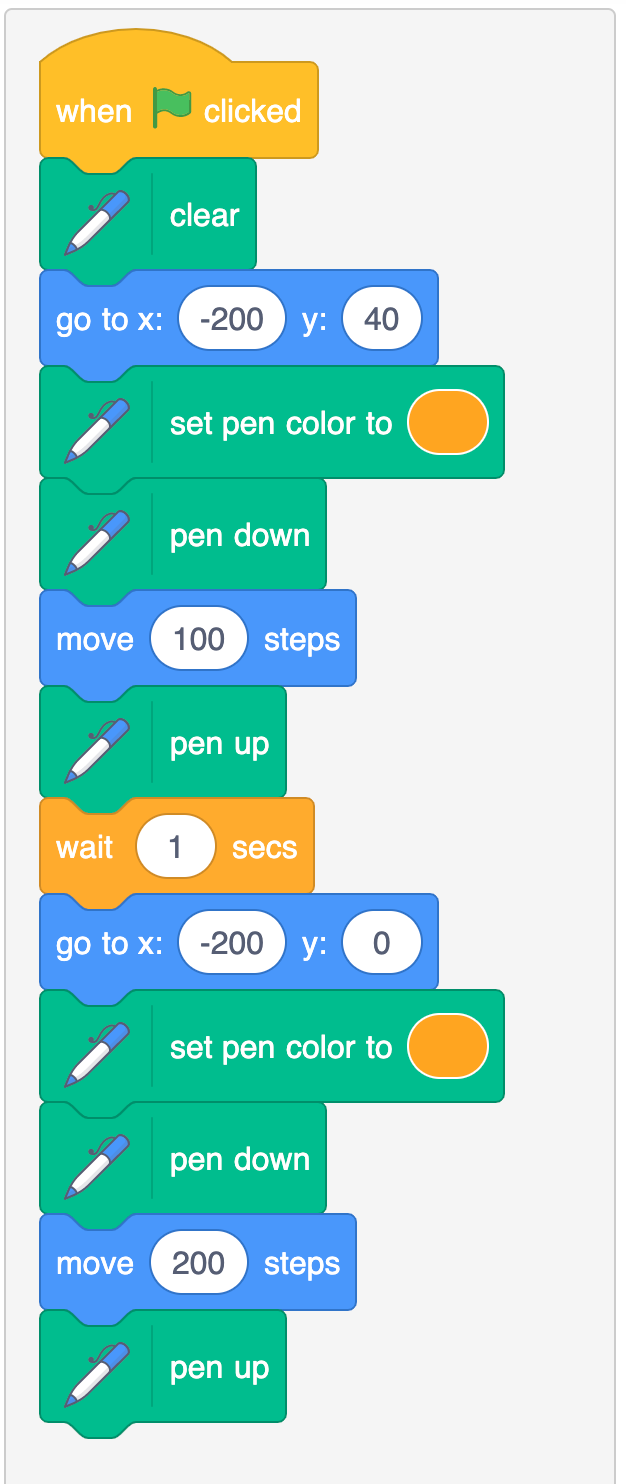 when clicked
clear
go to x: -200 y: 40
set pen color to
pen down
move 100 steps
pen up
wait 1 secs
go to x: -200 y: 0
set pen color to
pen down
move 200 steps
pen up